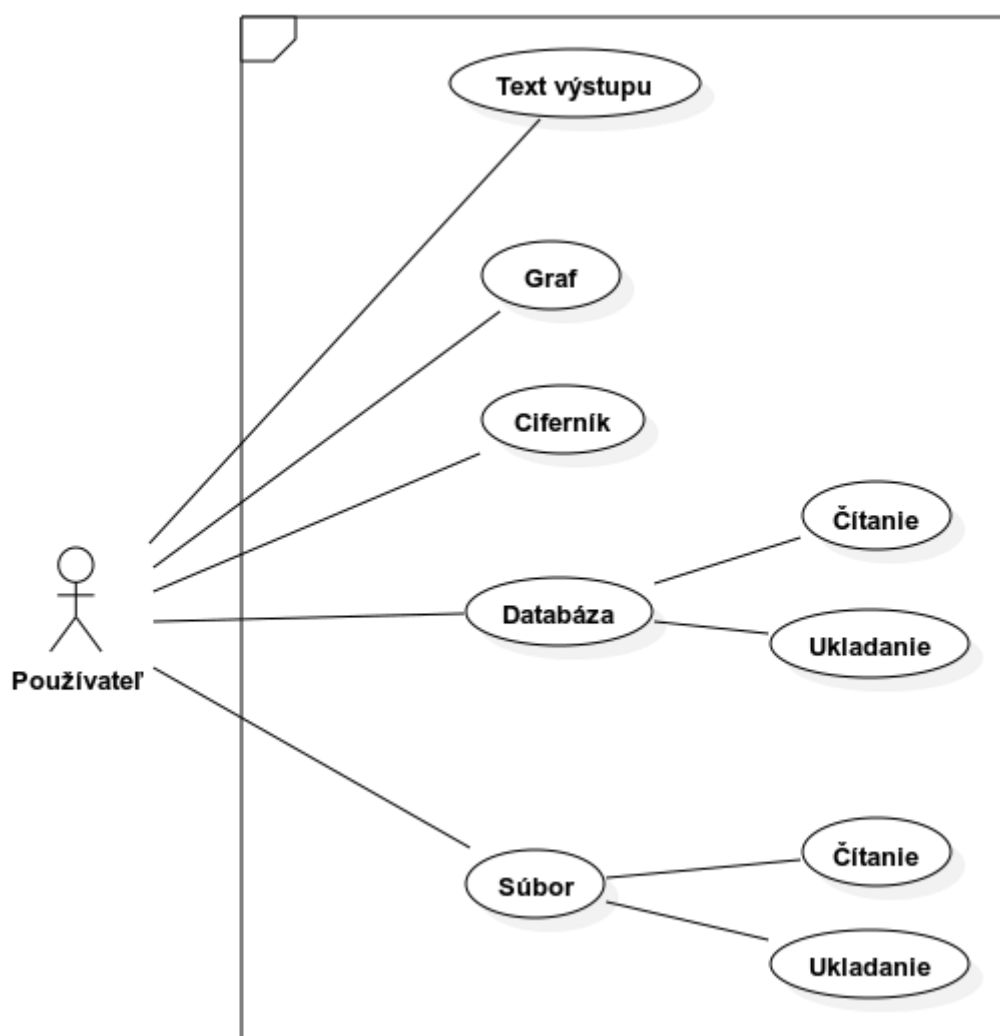 Text výstupu
Graf
Ciferník
Čítanie
Databáza
Ukladanie
Používateľ
Čítanie
Súbor
Ukladanie